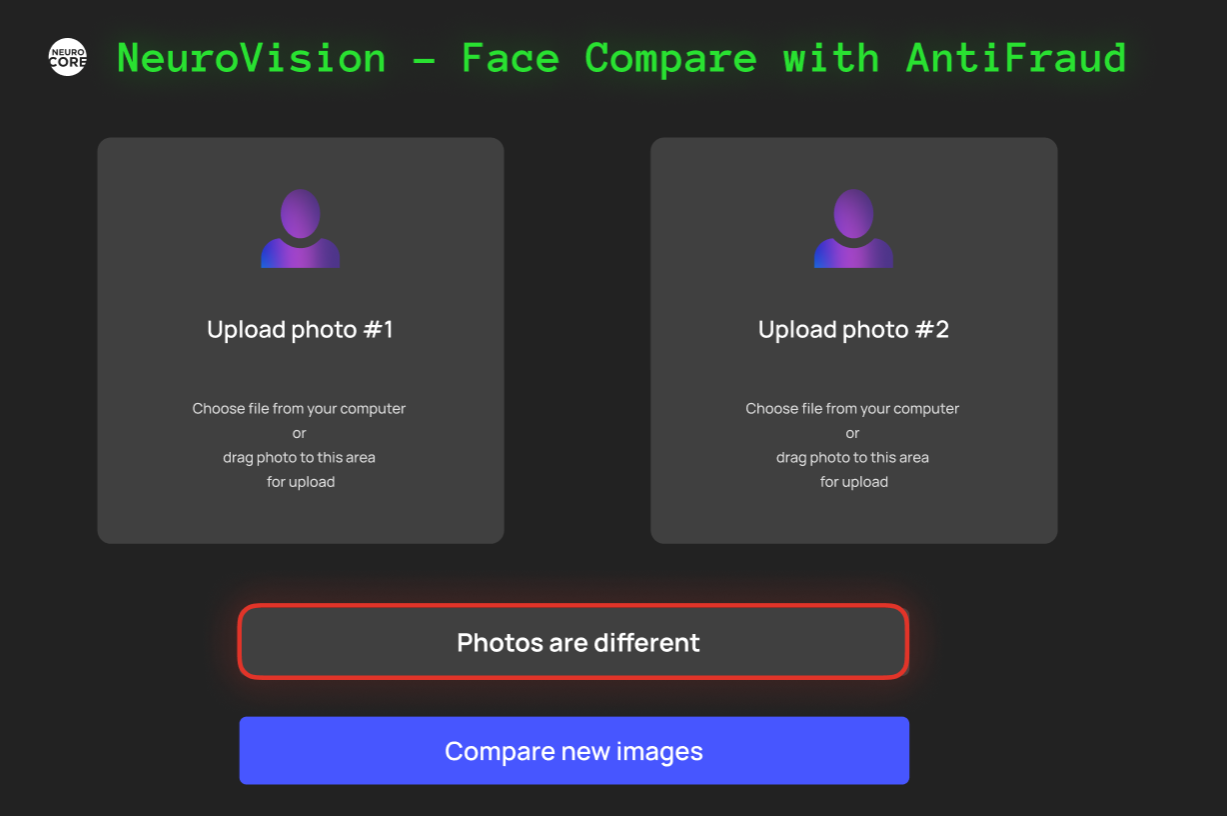 NEURO
CORE
NeuroVision – Face Compare with AntiFraud
Upload photo #1
Choose file from your computer
or
drag photo to this area
for upload
Upload photo #2
Choose file from your computer
or
drag photo to this area
for upload
Photos are different
Compare new images